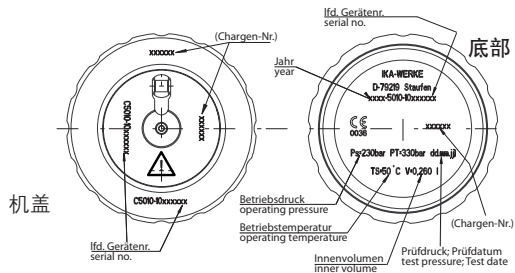 lfd. Gerätenr.
serial no.
(Chargen-Nr.)
底部
xxxxxx
Jahr
year
IKA-WERKE
D-79219 Staufen
xxxx-5010-10xxxxxx
C5010-10xxxxxx
xxxxxx
CE
0036
xxxxxx
Ps=230bar PT=330bar dd.mm.jjjj
TS=50°C V=0,260 l
C5010-10xxxxxx
机盖
Betriebsdruck
operating pressure
Betriebstemperatur
operating temperature
(Chargen-Nr.)
lfd. Gerätenr.
serial no.
Innenvolumen
inner volume
Prüfdruck; Prüfdatum
test pressure; Test date